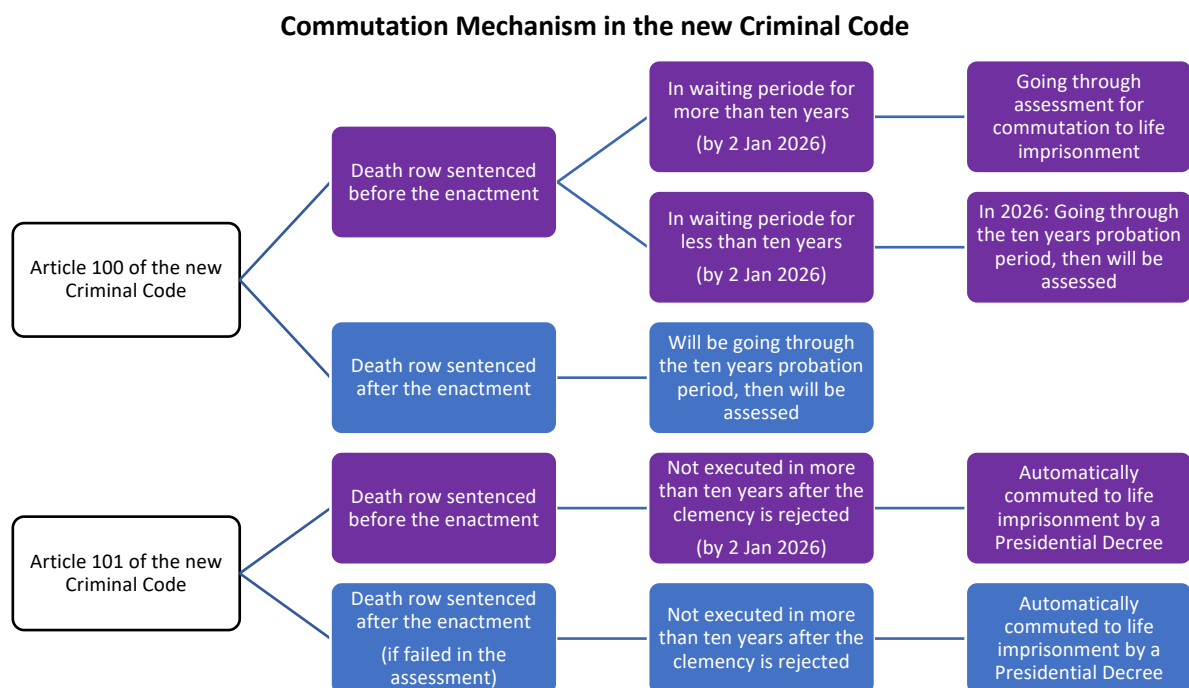 Commutation Mechanism in the new Criminal Code
Article 100 of the new
Criminal Code
Death row sentenced
before the enactment
In waiting periode for
more than ten years
(by 2 Jan 2026)
Going through
assessment for
commutation to life
imprisonment
In waiting periode for
less than ten years
(by 2 Jan 2026)
In 2026: Going through
the ten years probation
period, then will be
assessed
Death row sentenced
after the enactment
Will be going through
the ten years probation
period, then will be
assessed
Article 101 of the new
Criminal Code
Death row sentenced
before the enactment
Not executed in more
than ten years after the
clemency is rejected
(by 2 Jan 2026)
Automatically
commuted to life
imprisonment by a
Presidential Decree
Death row sentenced
after the enactment
(if failed in the
assessment)
Not executed in more
than ten years after the
clemency is rejected
Automatically
commuted to life
imprisonment by a
Presidential Decree